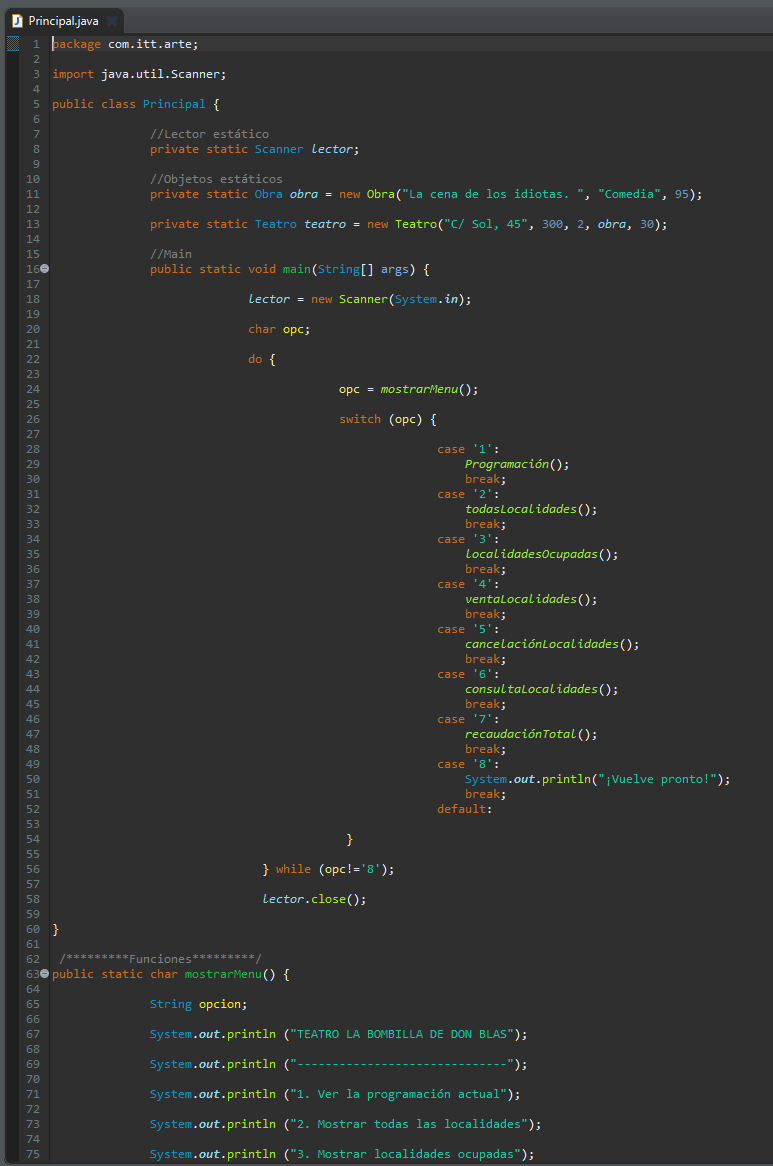 Principal.java
1 package com.itt.arte;
2
3 import java.util.Scanner;
4
5 public class Principal {
6
7 //Lector estático
8 private static Scanner lector;
9
10 //Objetos estáticos
11 private static Obra obra = new Obra("La cena de los idiotas. ", "Comedia", 95);
12
13 private static Teatro teatro = new Teatro("C/ Sol, 45", 300, 2, obra, 30);
14
15 //Main
16 public static void main(String[] args) {
17
18 lector = new Scanner(System.in);
19
20 char opc;
21
22 do {
23
24 opc = mostrarMenu();
25
26 switch (opc) {
27
28 case '1':
29 Programación();
30 break;
31 case '2':
32 todasLocalidades();
33 break;
34 case '3':
35 localidadesOcupadas();
36 break;
37 case '4':
38 ventaLocalidades();
39 break;
40 case '5':
41 cancelaciónLocalidades();
42 break;
43 case '6':
44 consultaLocalidades();
45 break;
46 case '7':
47 recaudaciónTotal();
48 break;
49 case '8':
50 System.out.println("¡Vuelve pronto!");
51 break;
52 default:
53
54 }
55
56 } while (opc!='8');
57
58 lector.close();
59
60 }
61
62 /*********Funciones*********/
63 public static char mostrarMenu() {
64
65 String opcion;
66
67 System.out.println ("TEATRO LA BOMBILLA DE DON BLAS");
68
69 System.out.println ("------------------------------");
70
71 System.out.println ("1. Ver la programación actual");
72
73 System.out.println ("2. Mostrar todas las localidades");
74
75 System.out.println ("3. Mostrar localidades ocupadas");